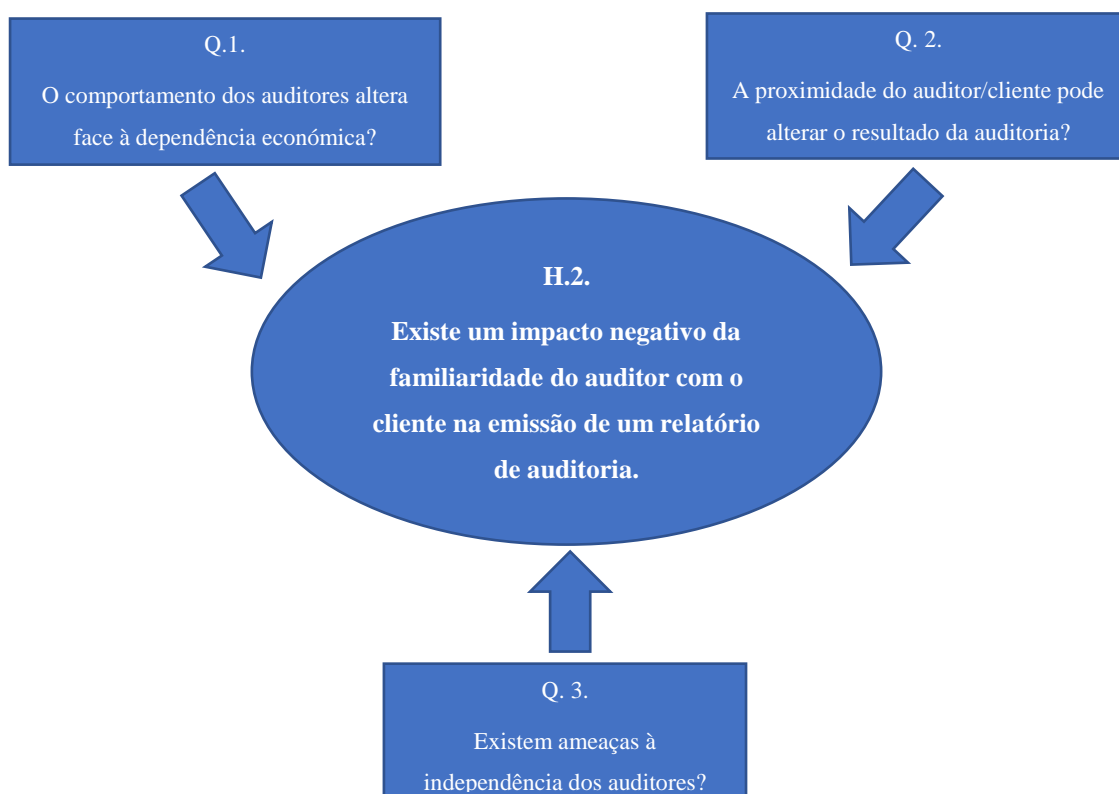 Q.1.
O comportamento dos auditores altera
face à dependência económica?
Q. 2.
A proximidade do auditor/cliente pode
alterar o resultado da auditoria?
H.2.
Existe um impacto negativo da
familiaridade do auditor com o
cliente na emissão de um relatório
de auditoria.
Q. 3.
Existem ameaças à
independência dos auditores?